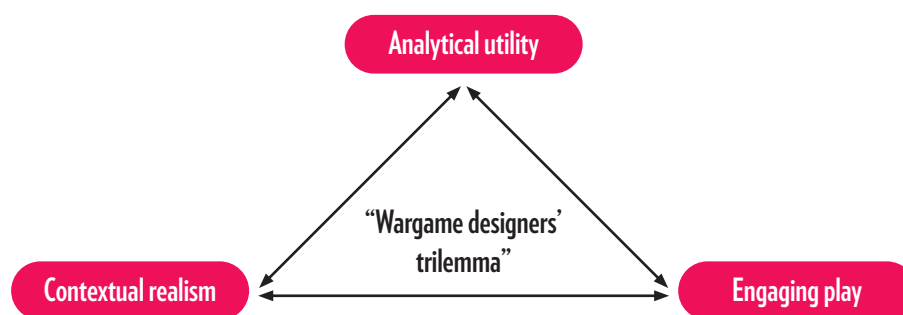 Analytical utility
“Wargame designers’
trilemma”
Contextual realism
Engaging play